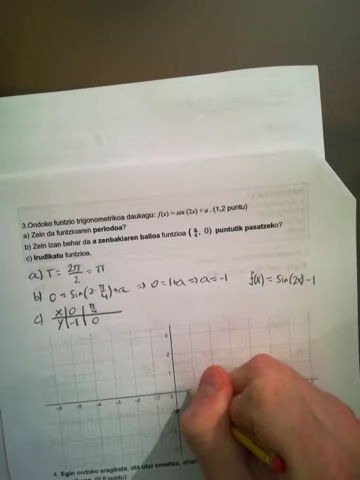 3.Ondoko funtzio trigonometrikoa daukagu: f(x) = sin (2x) + a . (1,2 puntu)
a) Zein da funtzioaren periodoa?
b) Zein izan behar da a zenbakiaren balioa funtzioa (π/4, 0) puntutik pasatzeko?
c) Irudikatu funtzioa.
a) T = 2π/2 = π
b) 0 = sin(2·π/4)+a ⇒ 0=1+a ⇒ a=-1 f(x) = sin(2x) -1
c) x | 0 | π/4
y | -1 | 0
4. Egin ondoko eragiketa, eta